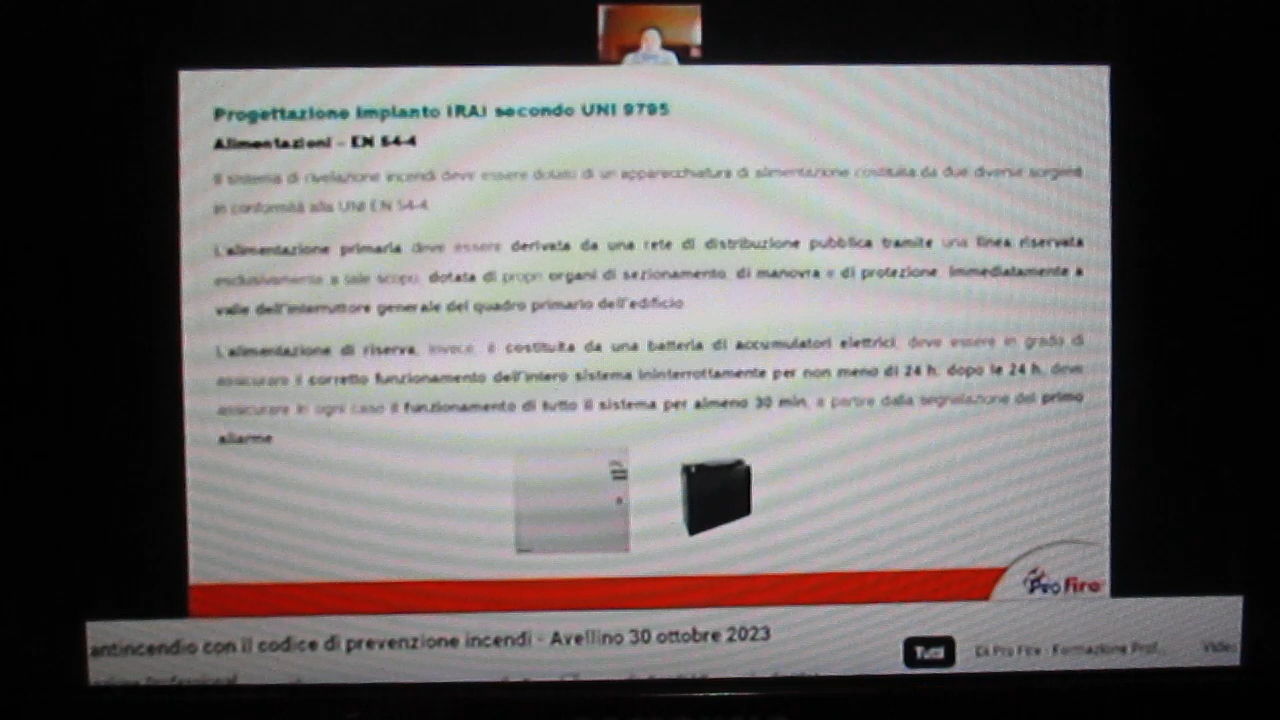 Progettazione impianto IRAI secondo UNI 9795
Alimentazioni – EN 54-4
Il sistema di rivelazione incendi deve essere dotato di un'apparecchiatura di alimentazione costituita da due diverse sorgenti
in conformità alla UNI EN 54-4.
L'alimentazione primaria deve essere derivata da una rete di distribuzione pubblica tramite una linea riservata
esclusivamente a tale scopo, dotata di propri organi di sezionamento, di manovra e di protezione, immediatamente a
valle dell'interruttore generale del quadro primario dell'edificio
L'alimentazione di riserva, invece, è costituita da una batteria di accumulatori elettrici, deve essere in grado di
assicurare il corretto funzionamento dell'intero sistema ininterrottamente per non meno di 24 h, dopo le 24 h, deve
assicurare in ogni caso il funzionamento di tutto il sistema per almeno 30 min, a partire dalla segnalazione del primo
allarme
Pro Fire
antincendio con il codice di prevenzione incendi - Avellino 30 ottobre 2023
Tutti
Di Pro Fire - Formazione Prof...
Video
Professional